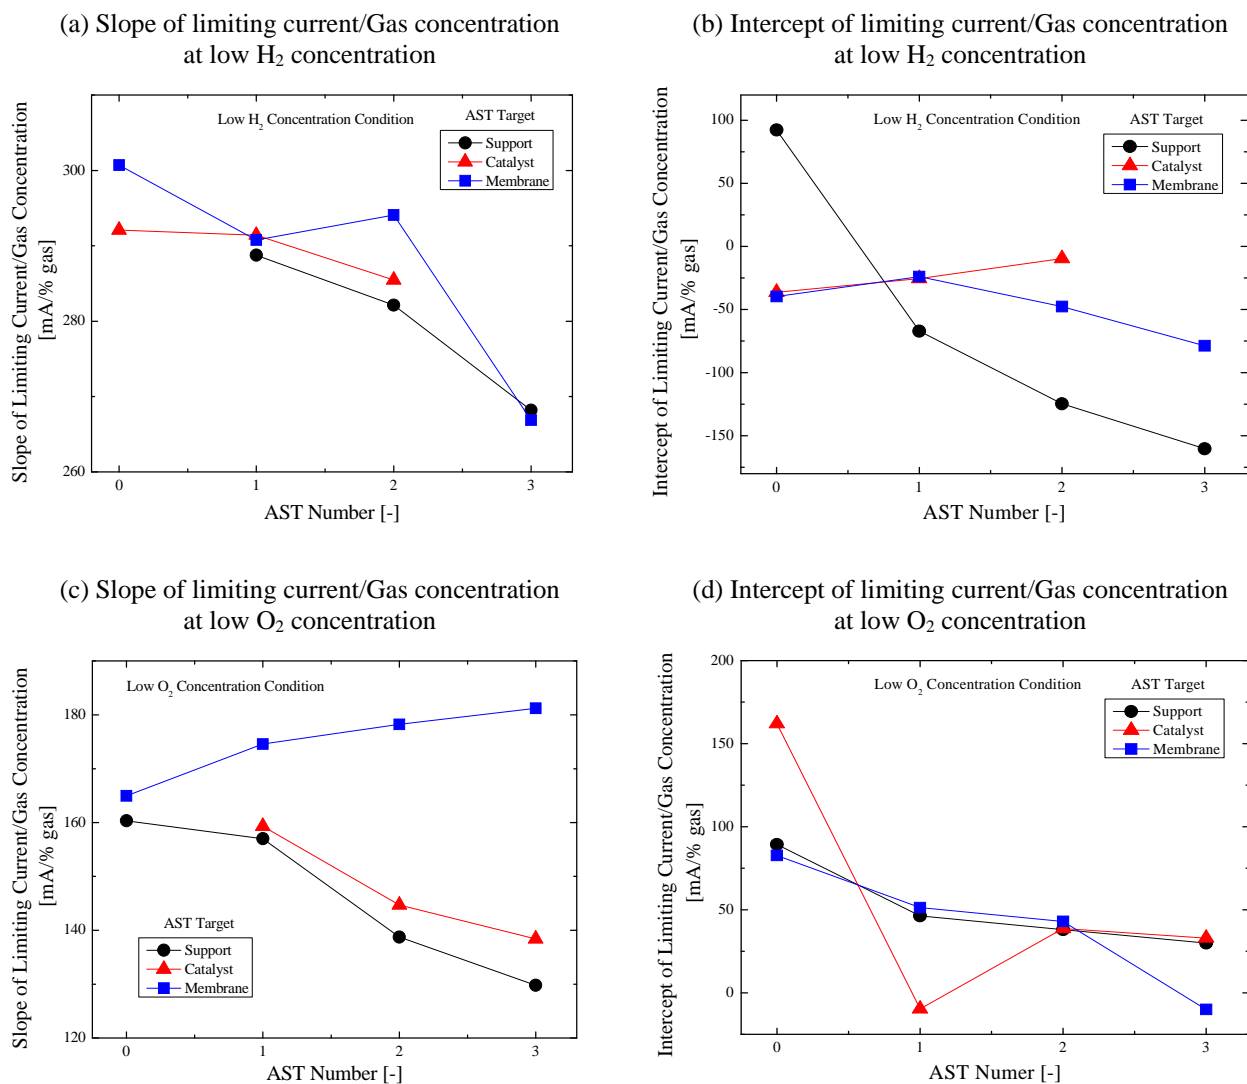 (a) Slope of limiting current/Gas concentration
at low H₂ concentration
Slope of Limiting Current/Gas Concentration
[mA/% gas]
Low H₂ Concentration Condition
AST Target
Support
Catalyst
Membrane
300
280
260
0 1 2 3
AST Number [-]
(b) Intercept of limiting current/Gas concentration
at low H₂ concentration
Intercept of Limiting Current/Gas Concentration
[mA/% gas]
Low H₂ Concentration Condition
AST Target
Support
Catalyst
Membrane
100
50
0
-50
-100
-150
0 1 2 3
AST Number [-]
(c) Slope of limiting current/Gas concentration
at low O₂ concentration
Slope of Limiting Current/Gas Concentration
[mA/% gas]
Low O₂ Concentration Condition
180
160
140
120
AST Target
Support
Catalyst
Membrane
0 1 2 3
AST Number [-]
(d) Intercept of limiting current/Gas concentration
at low O₂ concentration
Intercept of Limiting Current/Gas Concentration
[mA/% gas]
Low O₂ Concentration Condition
AST Target
Support
Catalyst
Membrane
200
150
100
50
0
0 1 2 3
AST Numer [-]